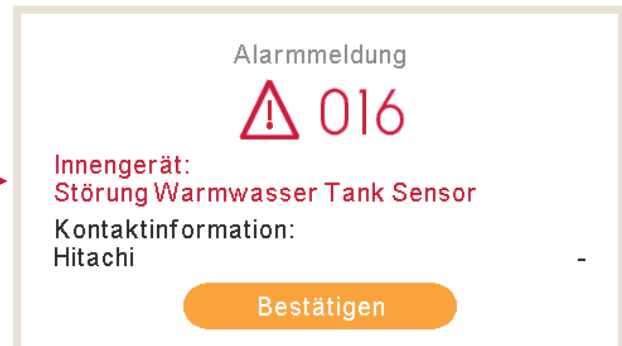 Alarmmeldung
016
Innengerät:
Störung Warmwasser Tank Sensor
Kontaktinformation:
Hitachi -
Bestätigen